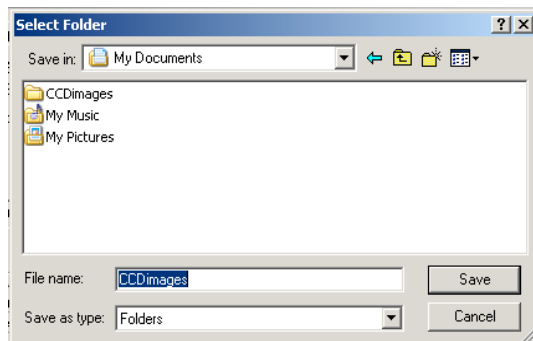 Select Folder
Save in: My Documents
CCDimages
My Music
My Pictures
File name: CCDimages Save
Save as type: Folders Cancel